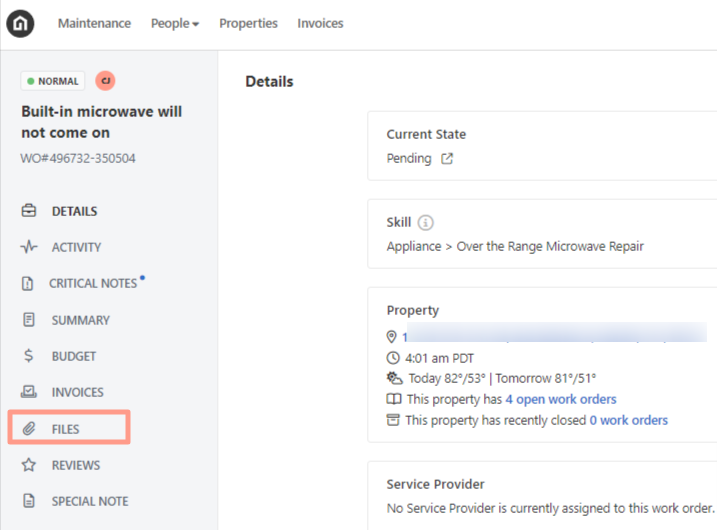 Maintenance People Properties Invoices
NORMAL CJ
Built-in microwave will
not come on
WO#496732-350504
DETAILS
ACTIVITY
CRITICAL NOTES
SUMMARY
BUDGET
INVOICES
FILES
REVIEWS
SPECIAL NOTE
Details
Current State
Pending
Skill
Appliance > Over the Range Microwave Repair
Property
1
4:01 am PDT
Today 82°/53° | Tomorrow 81°/51°
This property has 4 open work orders
This property has recently closed 0 work orders
Service Provider
No Service Provider is currently assigned to this work order.